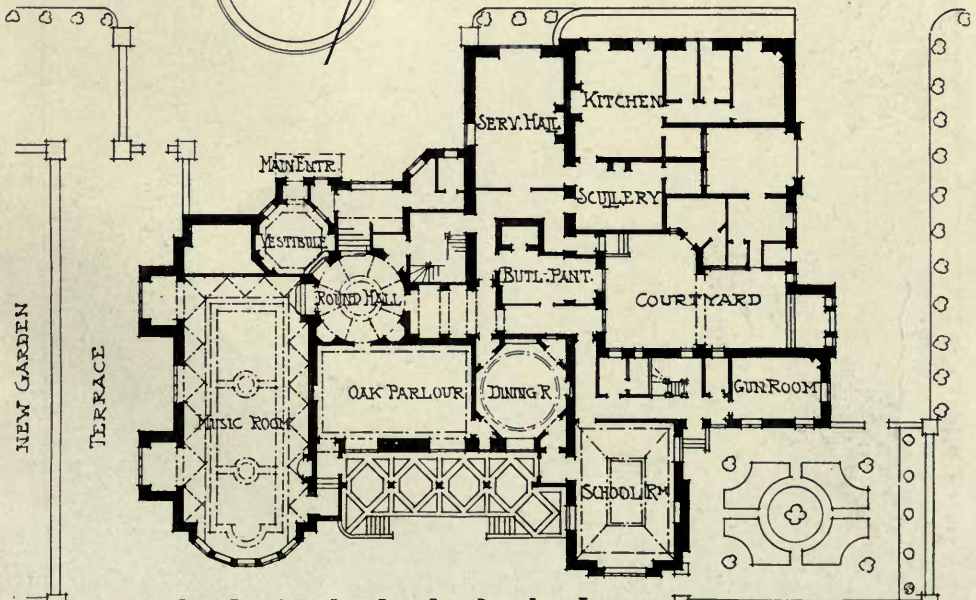 KITCHEN
SERV. HALL
MAIN ENTR.
SCULLERY
VESTIBULE
BUTL. PANT.
ROUND HALL
COURTYARD
NEW GARDEN
TERRACE
OAK PARLOUR
DINING R
GUN ROOM
MUSIC ROOM
SCHOOL RM